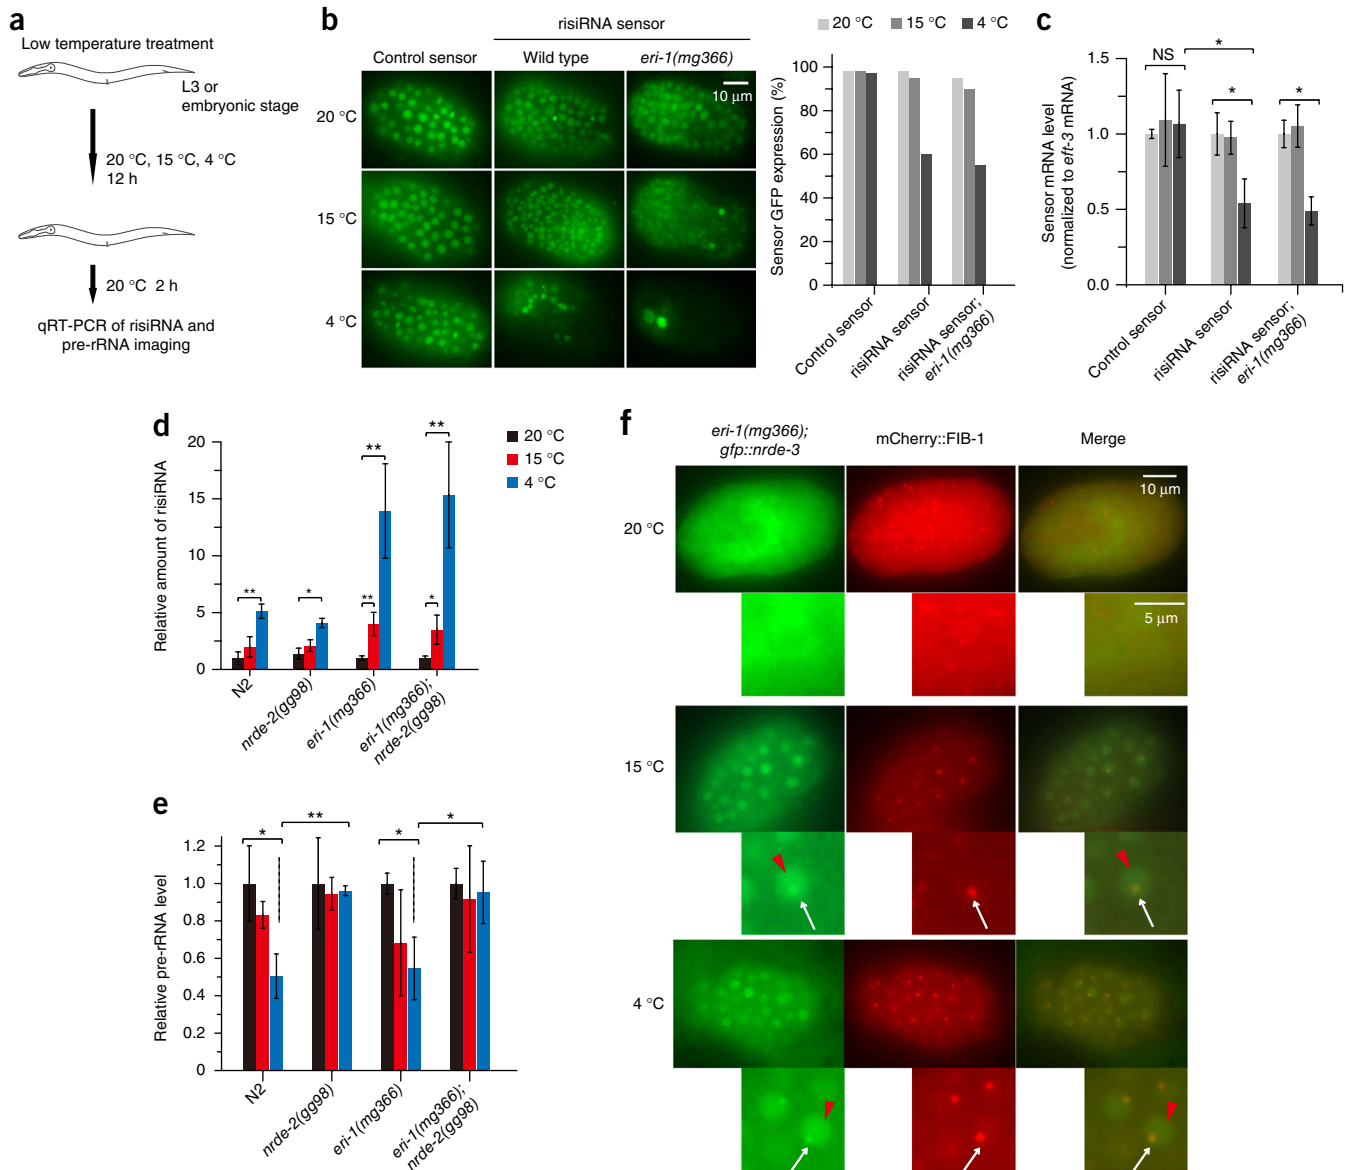 a
Low temperature treatment
L3 or
embryonic stage
20 °C, 15 °C, 4 °C
12 h
20 °C 2 h
qRT-PCR of risiRNA and
pre-rRNA imaging
b
risiRNA sensor
Control sensor
Wild type
eri-1(mg366)
10 μm
20 °C
15 °C
4 °C
20 °C
15 °C
4 °C
Sensor GFP expression (%)
100
80
60
40
20
0
Control sensor
risiRNA sensor
risiRNA sensor;
eri-1(mg366)
c
Sensor mRNA level
(normalized to eft-3 mRNA)
1.5
1.0
0.5
0.0
NS
*
*
*
Control sensor
risiRNA sensor
risiRNA sensor;
eri-1(mg366)
d
Relative amount of risiRNA
20
15
10
5
0
**
*
**
**
**
*
20 °C
15 °C
4 °C
N2
nrde-2(gg98)
eri-1(mg366)
eri-1(mg366);
nrde-2(gg98)
e
Relative pre-rRNA level
1.2
1.0
0.8
0.6
0.4
0.2
0
*
**
*
*
N2
nrde-2(gg98)
eri-1(mg366)
eri-1(mg366);
nrde-2(gg98)
f
eri-1(mg366);
gfp::nrde-3
mCherry::FIB-1
Merge
20 °C
10 μm
5 μm
15 °C
4 °C